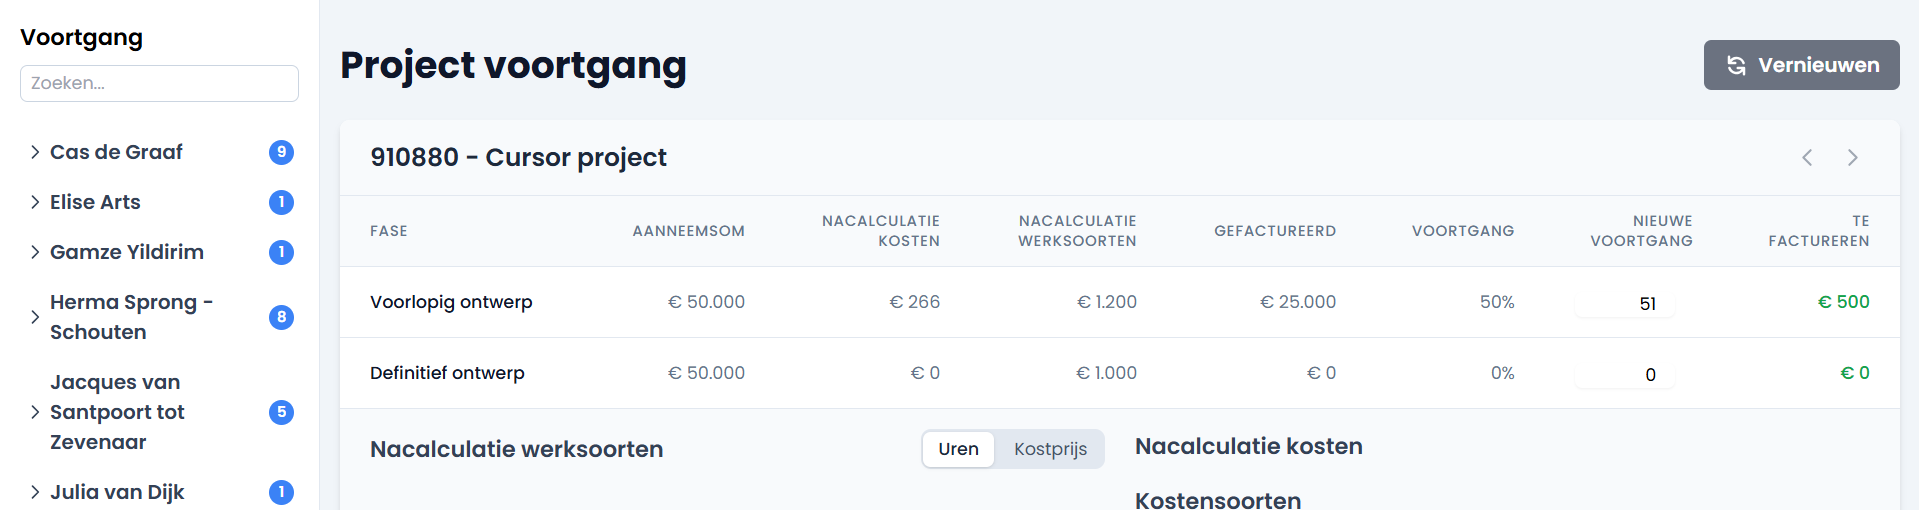 Voortgang
Zoeken...
Cas de Graaf 9
Elise Arts 1
Gamze Yildirim 1
Herma Sprong -
Schouten 8
Jacques van
Santpoort tot 5
Zevenaar
Julia van Dijk 1
Project voortgang
Vernieuwen
910880 - Cursor project
FASE AANNEEMSOM NACALCULATIE KOSTEN NACALCULATIE WERKSOORTEN GEFACTUREERD VOORTGANG NIEUWE VOORTGANG TE FACTUREREN
Voorlopig ontwerp € 50.000 € 266 € 1.200 € 25.000 50% 51 € 500
Definitief ontwerp € 50.000 € 0 € 1.000 € 0 0% 0 € 0
Nacalculatie werksoorten Uren Kostprijs
Nacalculatie kosten
Kostensoorten